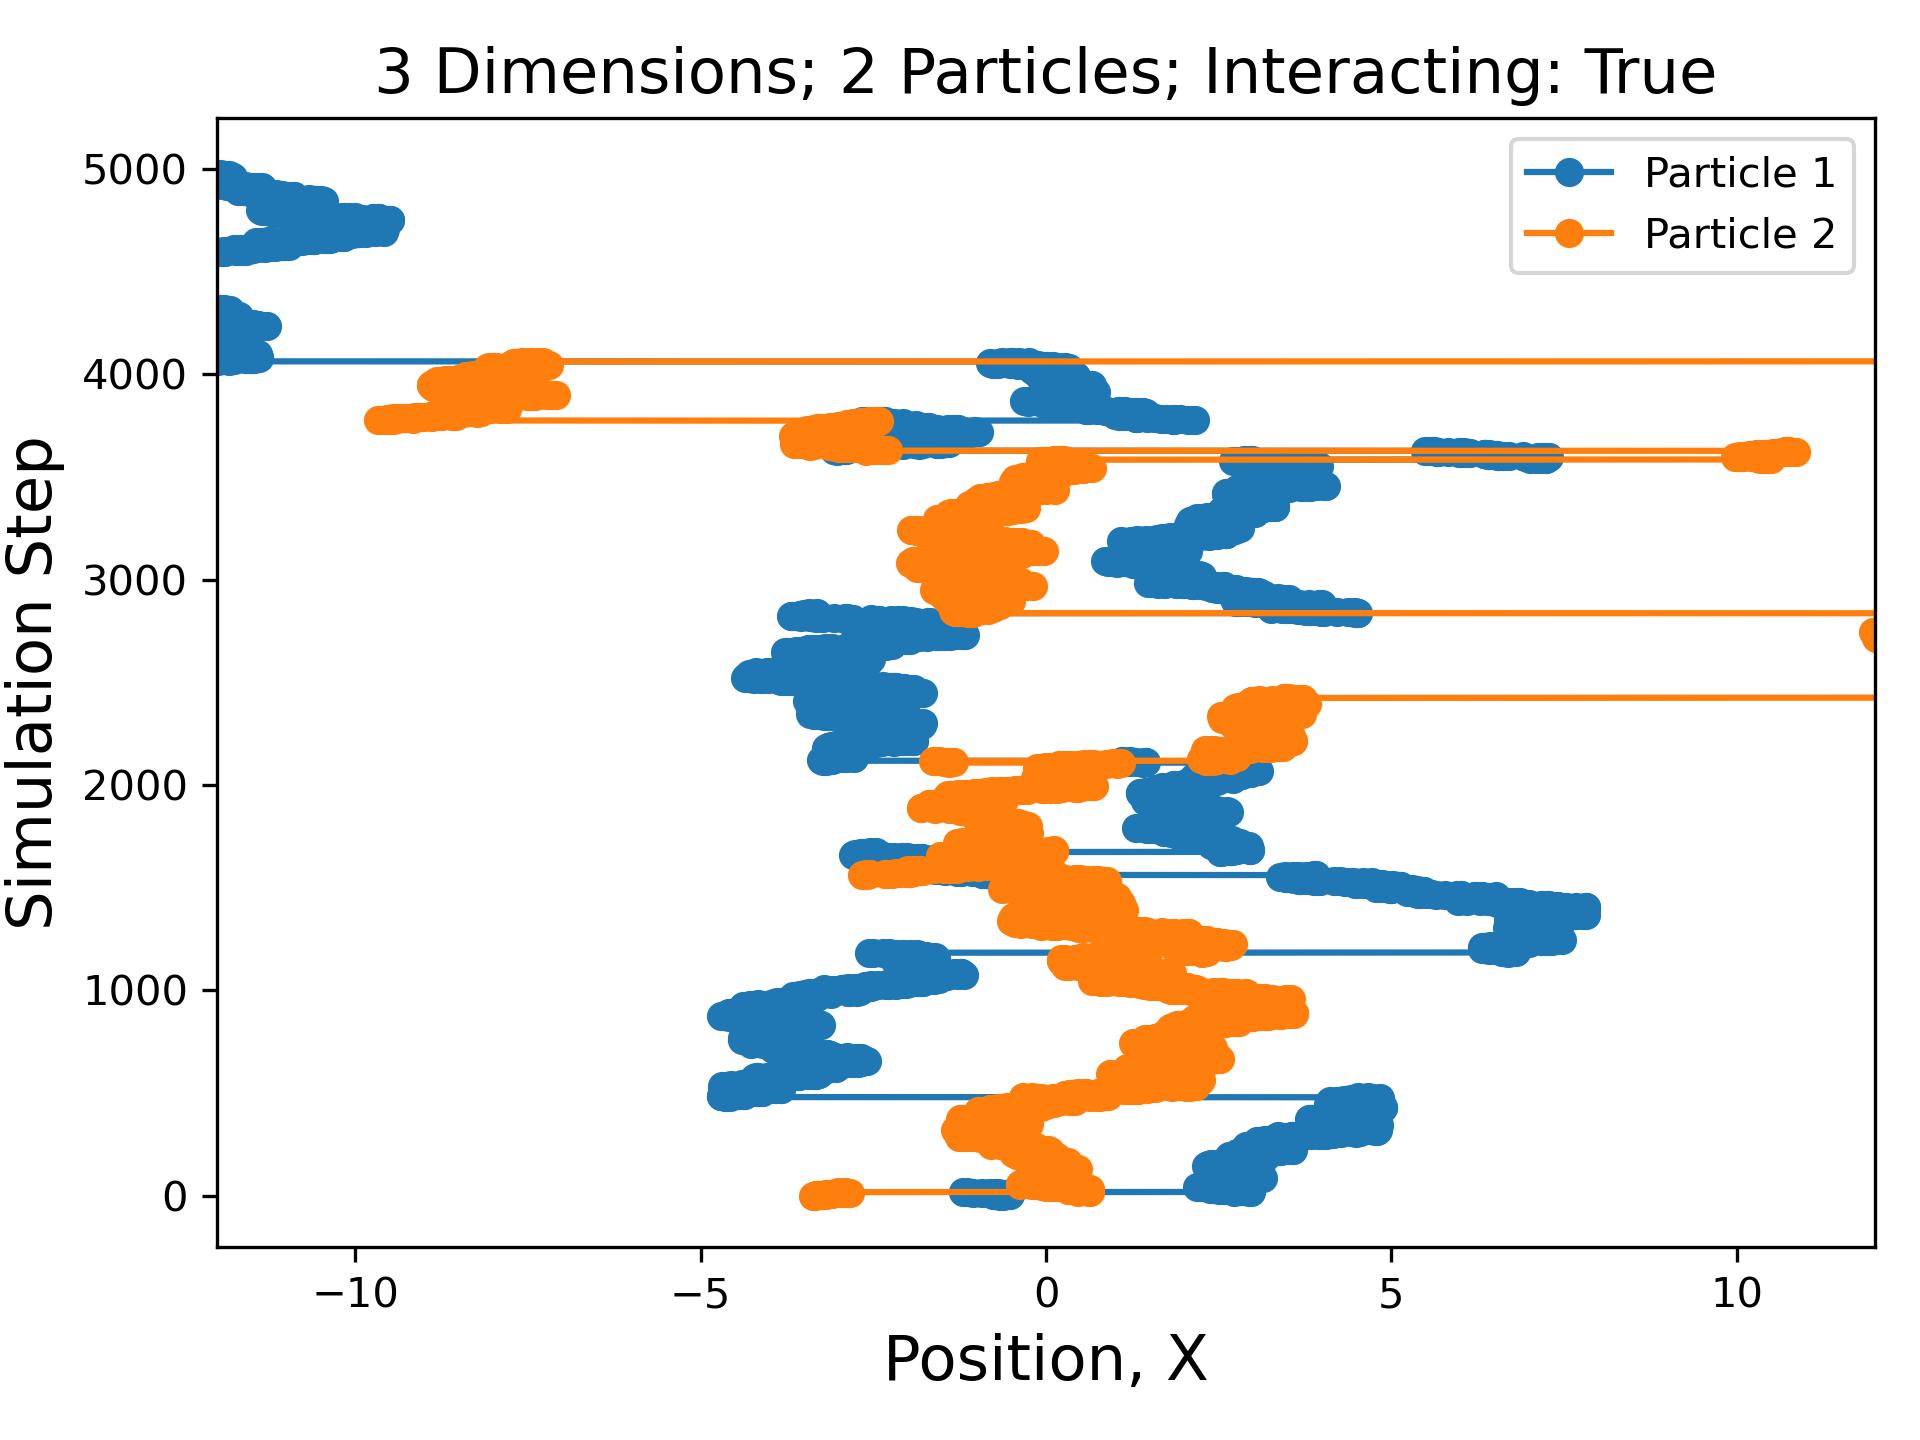 3 Dimensions; 2 Particles; Interacting: True
Particle 1
Particle 2
Simulation Step
5000
4000
3000
2000
1000
0
−10
−5
0
5
10
Position, X